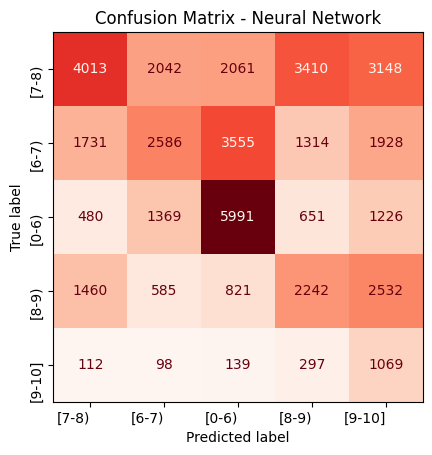 Confusion Matrix - Neural Network
True label
[7-8) 4013 2042 2061 3410 3148
[6-7) 1731 2586 3555 1314 1928
[0-6) 480 1369 5991 651 1226
[8-9) 1460 585 821 2242 2532
[9-10] 112 98 139 297 1069
[7-8) [6-7) [0-6) [8-9) [9-10]
Predicted label